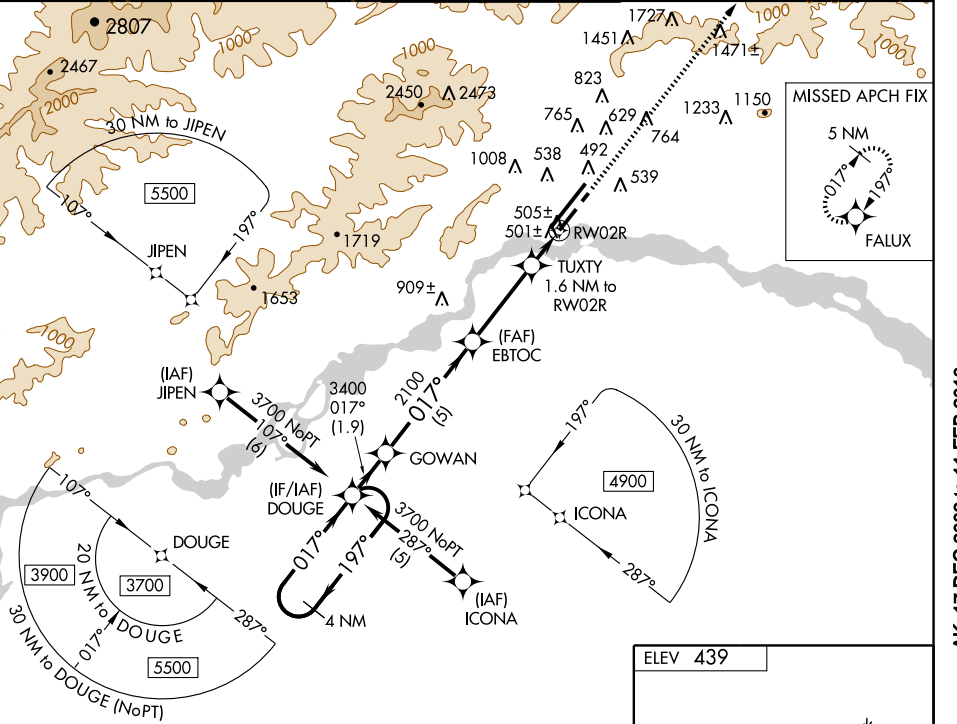 2807
1000
2467
2000
30 NM to JIPEN
5500
107°
197°
JIPEN
1000
2450
2473
1719
1653
1000
1727
1451
1471±
1000
1000
823
765
629
764
1233
1150
1008
538
492
539
505±
501±
RW02R
TUXTY
1.6 NM to
RW02R
909±
(FAF)
EBTOC
MISSED APCH FIX
5 NM
017°
197°
FALUX
(IAF)
JIPEN
3700 NoPT
107°
(6)
3400
017°
(1.9)
2100
017°
(5)
GOWAN
(IF/IAF)
DOUGE
3700 NoPT
287°
(5)
(IAF)
ICONA
017°
197°
4 NM
197°
30 NM to ICONA
4900
ICONA
287°
107°
DOUGE
3900
20 NM to DOUGE
3700
287°
017°
5500
30 NM to DOUGE (NoPT)
ELEV 439